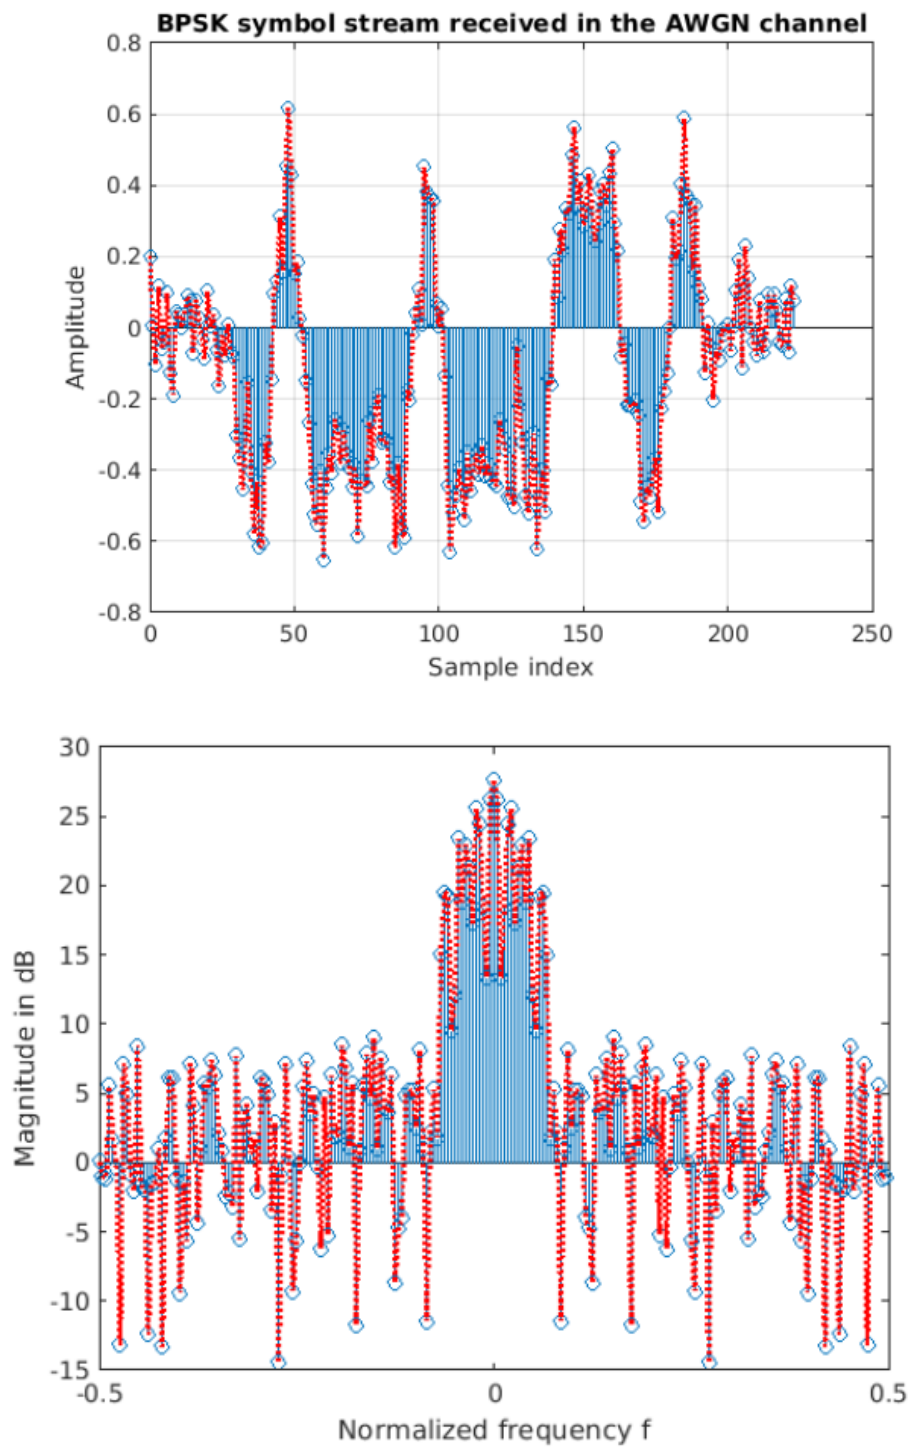 BPSK symbol stream received in the AWGN channel
0.8
0.6
0.4
0.2
0
-0.2
-0.4
-0.6
-0.8
Amplitude
0 50 100 150 200 250
Sample index
30
25
20
15
10
5
0
-5
-10
-15
Magnitude in dB
-0.5 0 0.5
Normalized frequency f